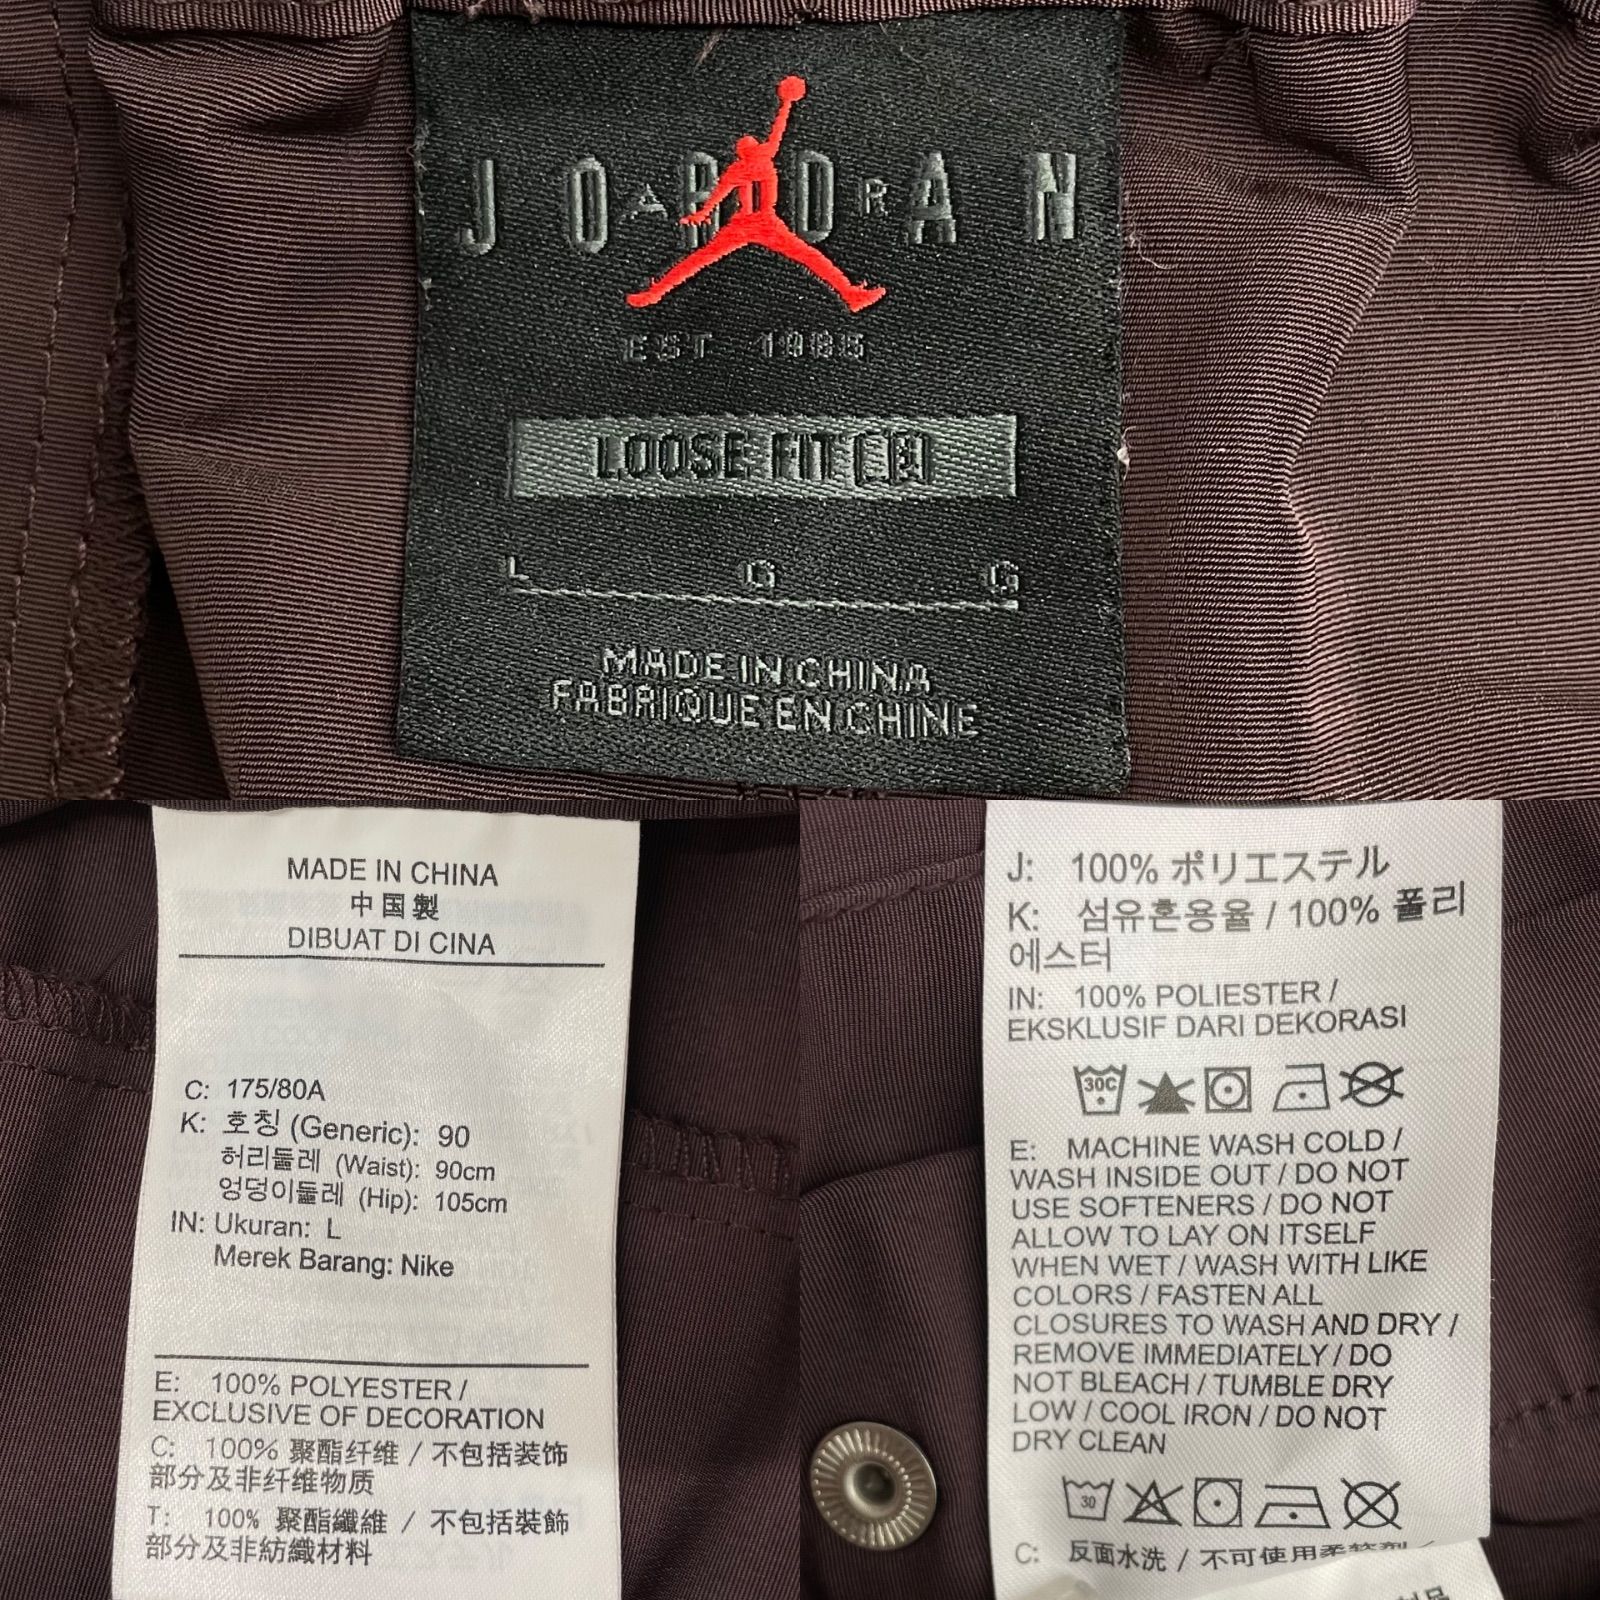 JORDAN
AIR
EST 1985
LOOSE FIT
L G G
MADE IN CHINA
FABRIQUE EN CHINE
MADE IN CHINA
中国製
DIBUAT DI CINA
C: 175/80A
K: 호칭 (Generic): 90
허리둘레 (Waist): 90cm
엉덩이둘레 (Hip): 105cm
IN: Ukuran: L
Merek Barang: Nike
E: 100% POLYESTER /
EXCLUSIVE OF DECORATION
C: 100% 聚酯纤维 / 不包括装饰
部分及非纤维物质
T: 100% 聚酯纖維 / 不包括裝飾
部分及非紡織材料
J: 100% ポリエステル
K: 섬유혼용율 / 100% 폴리
에스터
IN: 100% POLIESTER /
EKSKLUSIF DARI DEKORASI
30C
E: MACHINE WASH COLD /
WASH INSIDE OUT / DO NOT
USE SOFTENERS / DO NOT
ALLOW TO LAY ON ITSELF
WHEN WET / WASH WITH LIKE
COLORS / FASTEN ALL
CLOSURES TO WASH AND DRY /
REMOVE IMMEDIATELY / DO
NOT BLEACH / TUMBLE DRY
LOW / COOL IRON / DO NOT
DRY CLEAN
30
C: 反面水洗 / 不可使用柔软剂 /